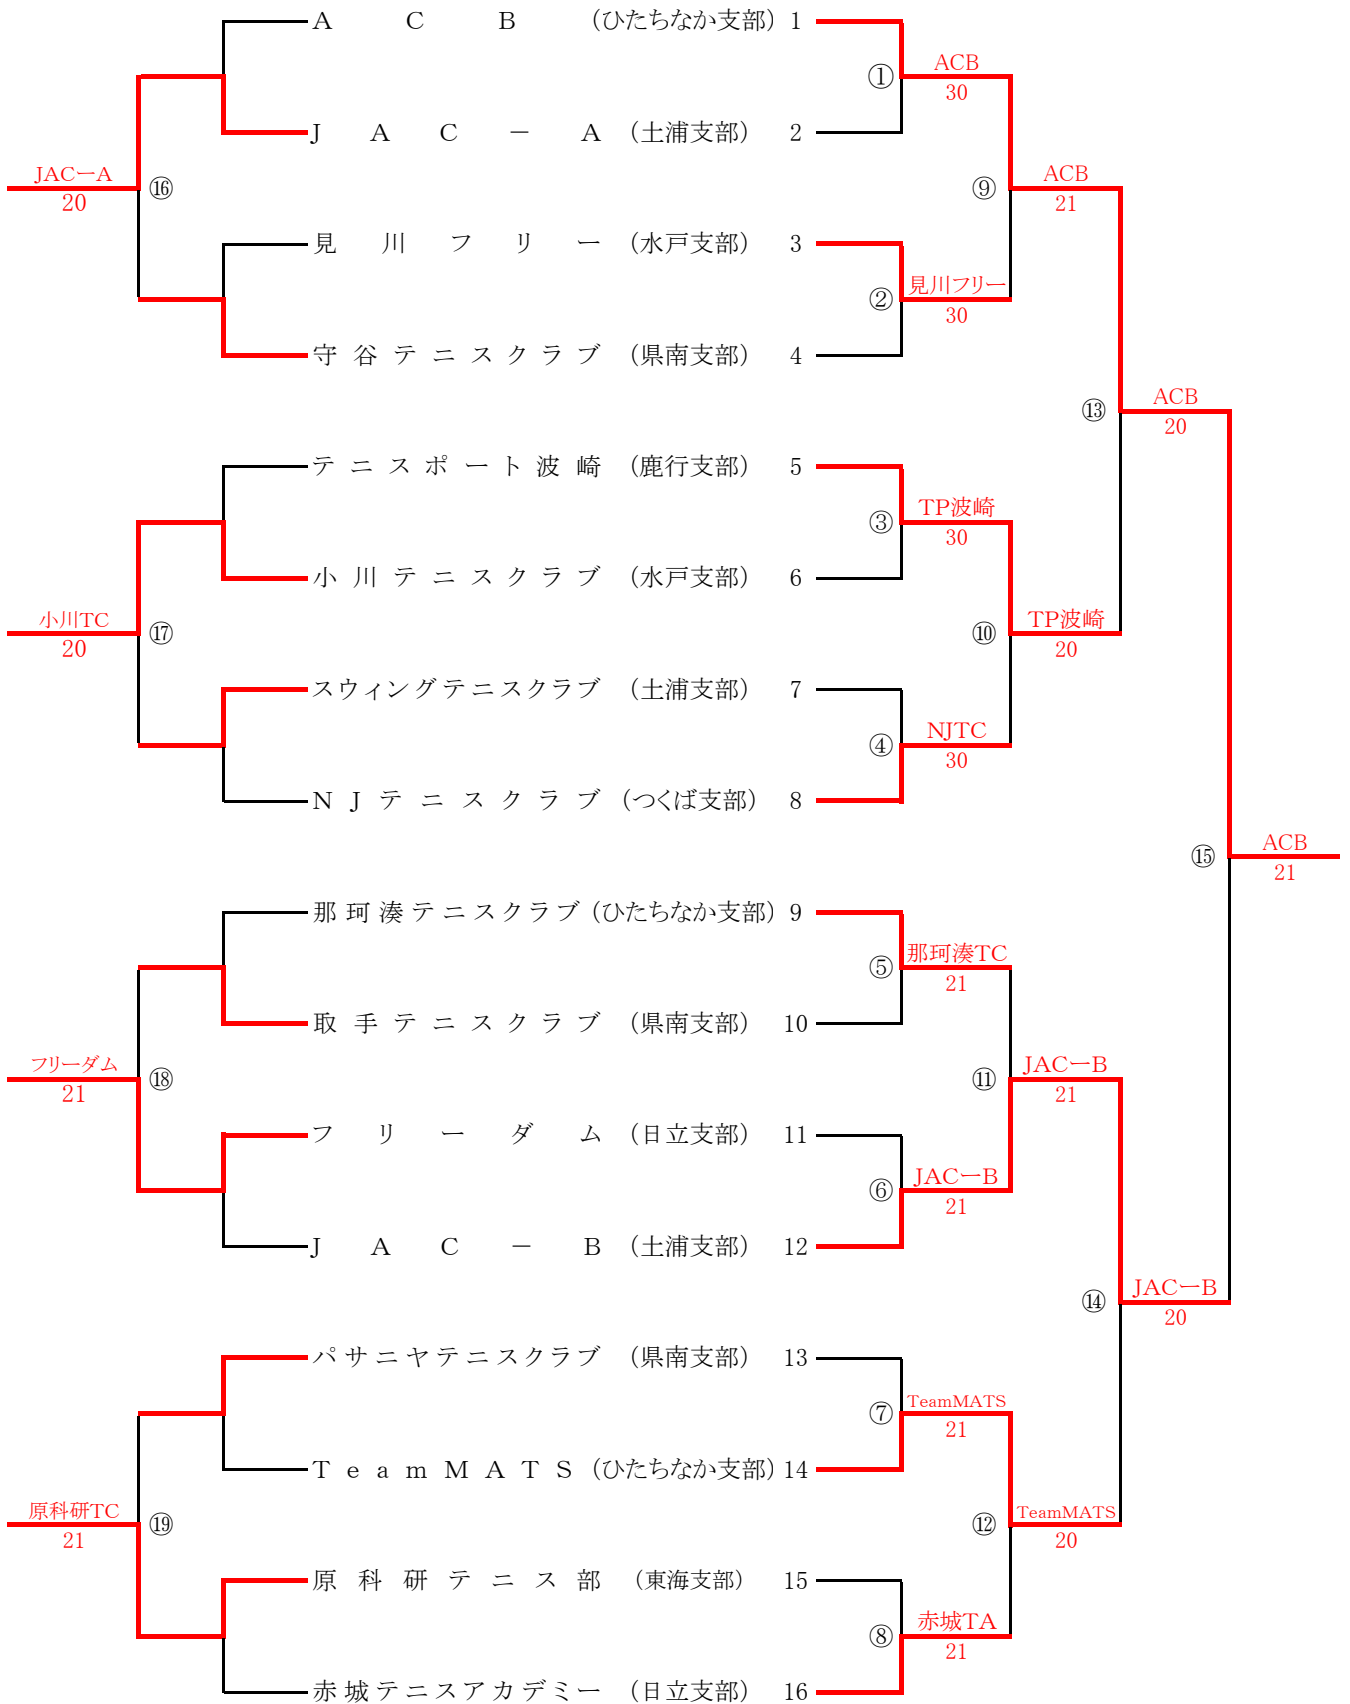 A C B (ひたちなか支部) 1
① ACB
30
J A C － A (土浦支部) 2
JACーA
20
⑯
⑨ ACB
21
見川フリー (水戸支部) 3
② 見川フリー
30
守谷テニスクラブ (県南支部) 4
⑬ ACB
20
テニスポート波崎 (鹿行支部) 5
③ TP波崎
30
小川テニスクラブ (水戸支部) 6
小川TC
20
⑰
⑩ TP波崎
20
スウィングテニスクラブ (土浦支部) 7
④ NJTC
30
NJテニスクラブ (つくば支部) 8
⑮ ACB
21
那珂湊テニスクラブ (ひたちなか支部) 9
⑤ 那珂湊TC
21
取手テニスクラブ (県南支部) 10
フリーダム
21
⑱
⑪ JACーB
21
フリーダム (日立支部) 11
⑥ JACーB
21
J A C － B (土浦支部) 12
⑭ JACーB
20
パサニヤテニスクラブ (県南支部) 13
⑦ TeamMATS
21
TeamMATS (ひたちなか支部) 14
原科研TC
21
⑲
⑫ TeamMATS
20
原科研テニス部 (東海支部) 15
⑧ 赤城TA
21
赤城テニスアカデミー (日立支部) 16